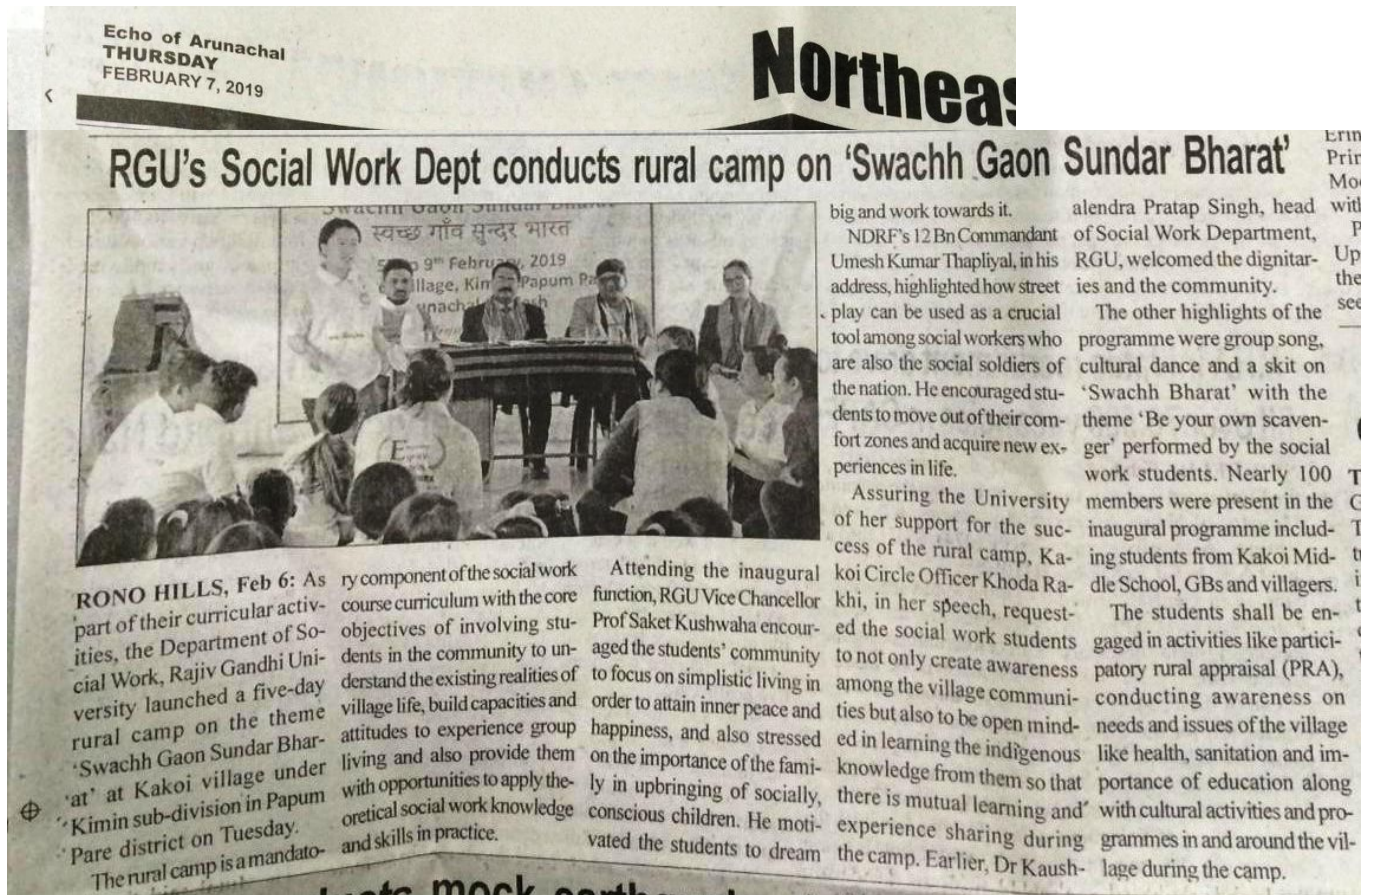 Echo of Arunachal
THURSDAY
FEBRUARY 7, 2019
Northeas
RGU's Social Work Dept conducts rural camp on 'Swachh Gaon Sundar Bharat'
Swachh Gaon Sundar Bharat
स्वच्छ गाँव सुन्दर भारत
9th February, 2019
Papum
RONO HILLS, Feb 6: As
part of their curricular activ-
ities, the Department of So-
cial Work, Rajiv Gandhi Uni-
versity launched a five-day
rural camp on the theme
'Swachh Gaon Sundar Bhar-
'at' at Kakoi village under
Kimin sub-division in Papum
Pare district on Tuesday.
The rural camp is a mandato-
ry component of the social work
course curriculum with the core
objectives of involving stu-
dents in the community to un-
derstand the existing realities of
village life, build capacities and
attitudes to experience group
living and also provide them
with opportunities to apply the-
oretical social work knowledge
and skills in practice.
Attending the inaugural
function, RGU Vice Chancellor
Prof Saket Kushwaha encour-
aged the students' community
to focus on simplistic living in
order to attain inner peace and
happiness, and also stressed
on the importance of the fami-
ly in upbringing of socially,
conscious children. He moti-
vated the students to dream
big and work towards it.
NDRF's 12 Bn Commandant
Umesh Kumar Thapliyal, in his
address, highlighted how street
play can be used as a crucial
tool among social workers who
are also the social soldiers of
the nation. He encouraged stu-
dents to move out of their com-
fort zones and acquire new ex-
periences in life.
Assuring the University
of her support for the suc-
cess of the rural camp, Ka-
koi Circle Officer Khoda Ra-
khi, in her speech, request-
ed the social work students
to not only create awareness
among the village communi-
ties but also to be open mind-
ed in learning the indigenous
knowledge from them so that
there is mutual learning and
experience sharing during
the camp. Earlier, Dr Kaush-
alendra Pratap Singh, head
of Social Work Department,
RGU, welcomed the dignitar-
ies and the community.
The other highlights of the
programme were group song,
cultural dance and a skit on
'Swachh Bharat' with the
theme 'Be your own scaven-
ger' performed by the social
work students. Nearly 100
members were present in the
inaugural programme includ-
ing students from Kakoi Mid-
dle School, GBs and villagers.
The students shall be en-
gaged in activities like partici-
patory rural appraisal (PRA),
conducting awareness on
needs and issues of the village
like health, sanitation and im-
portance of education along
with cultural activities and pro-
grammes in and around the vil-
lage during the camp.